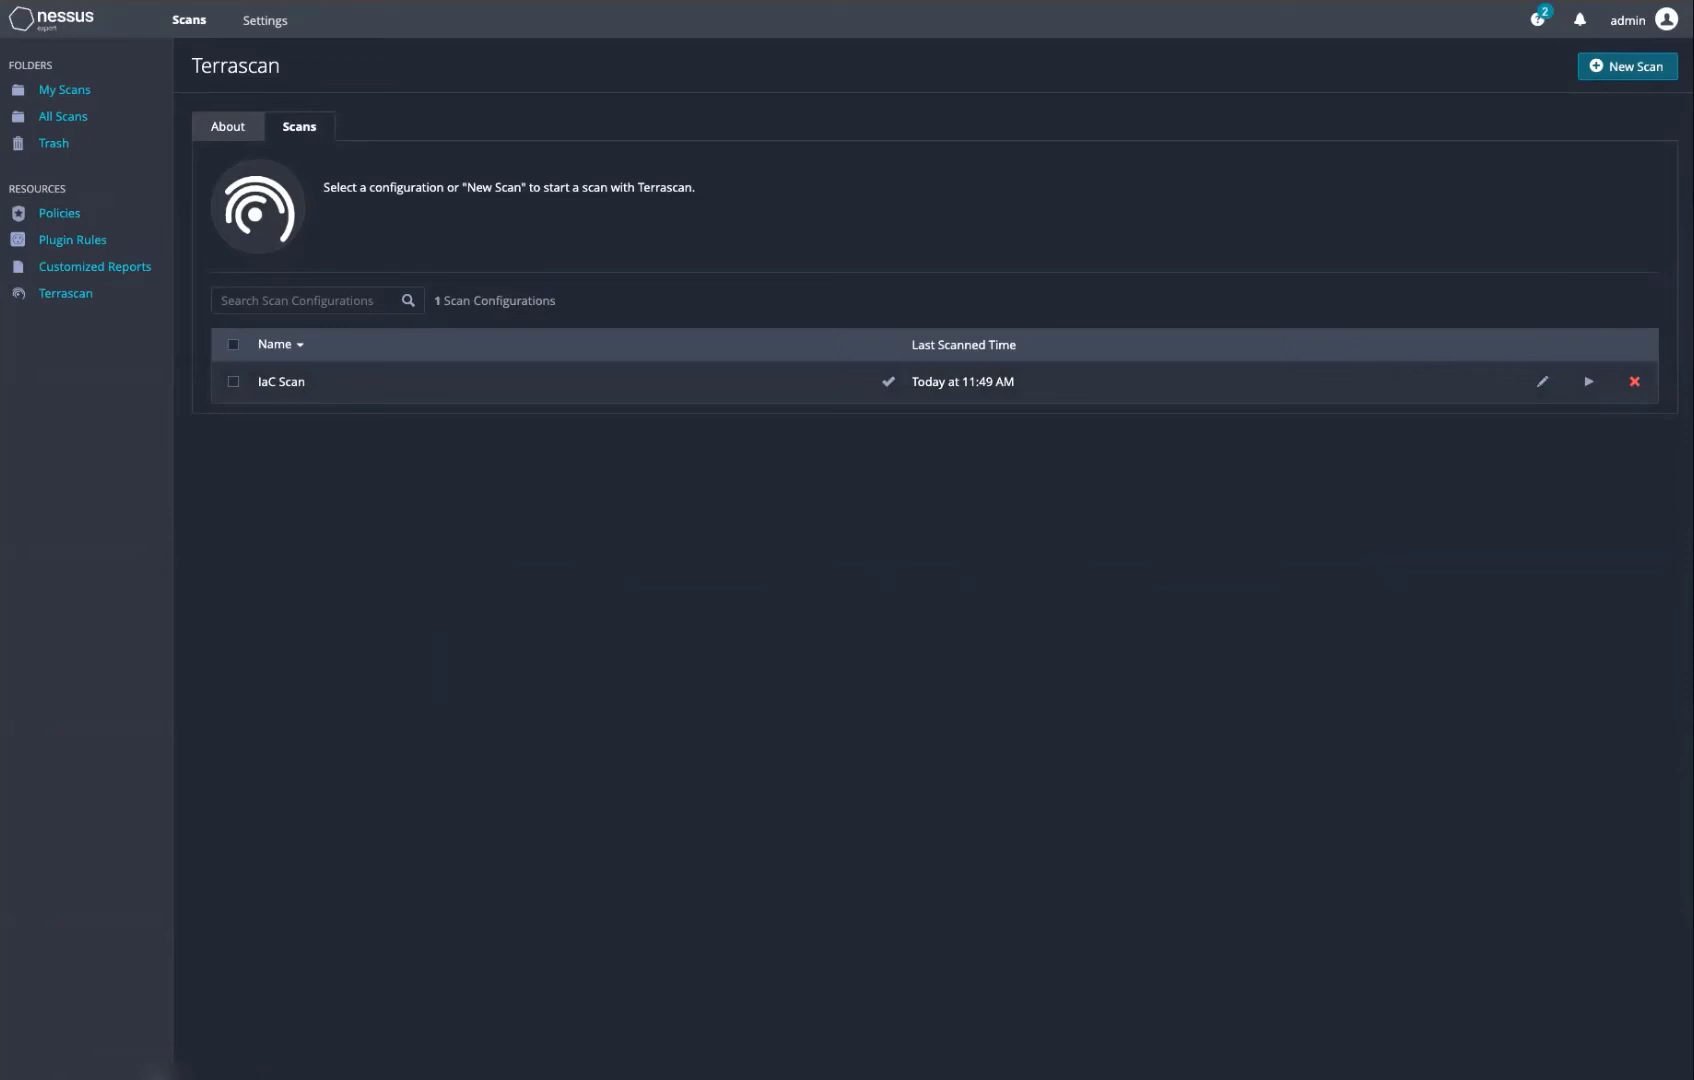 nessus
expert
Scans
Settings
2
admin
FOLDERS
My Scans
All Scans
Trash
RESOURCES
Policies
Plugin Rules
Customized Reports
Terrascan
Terrascan
New Scan
About
Scans
Select a configuration or "New Scan" to start a scan with Terrascan.
Search Scan Configurations
1 Scan Configurations
Name
Last Scanned Time
IaC Scan
Today at 11:49 AM